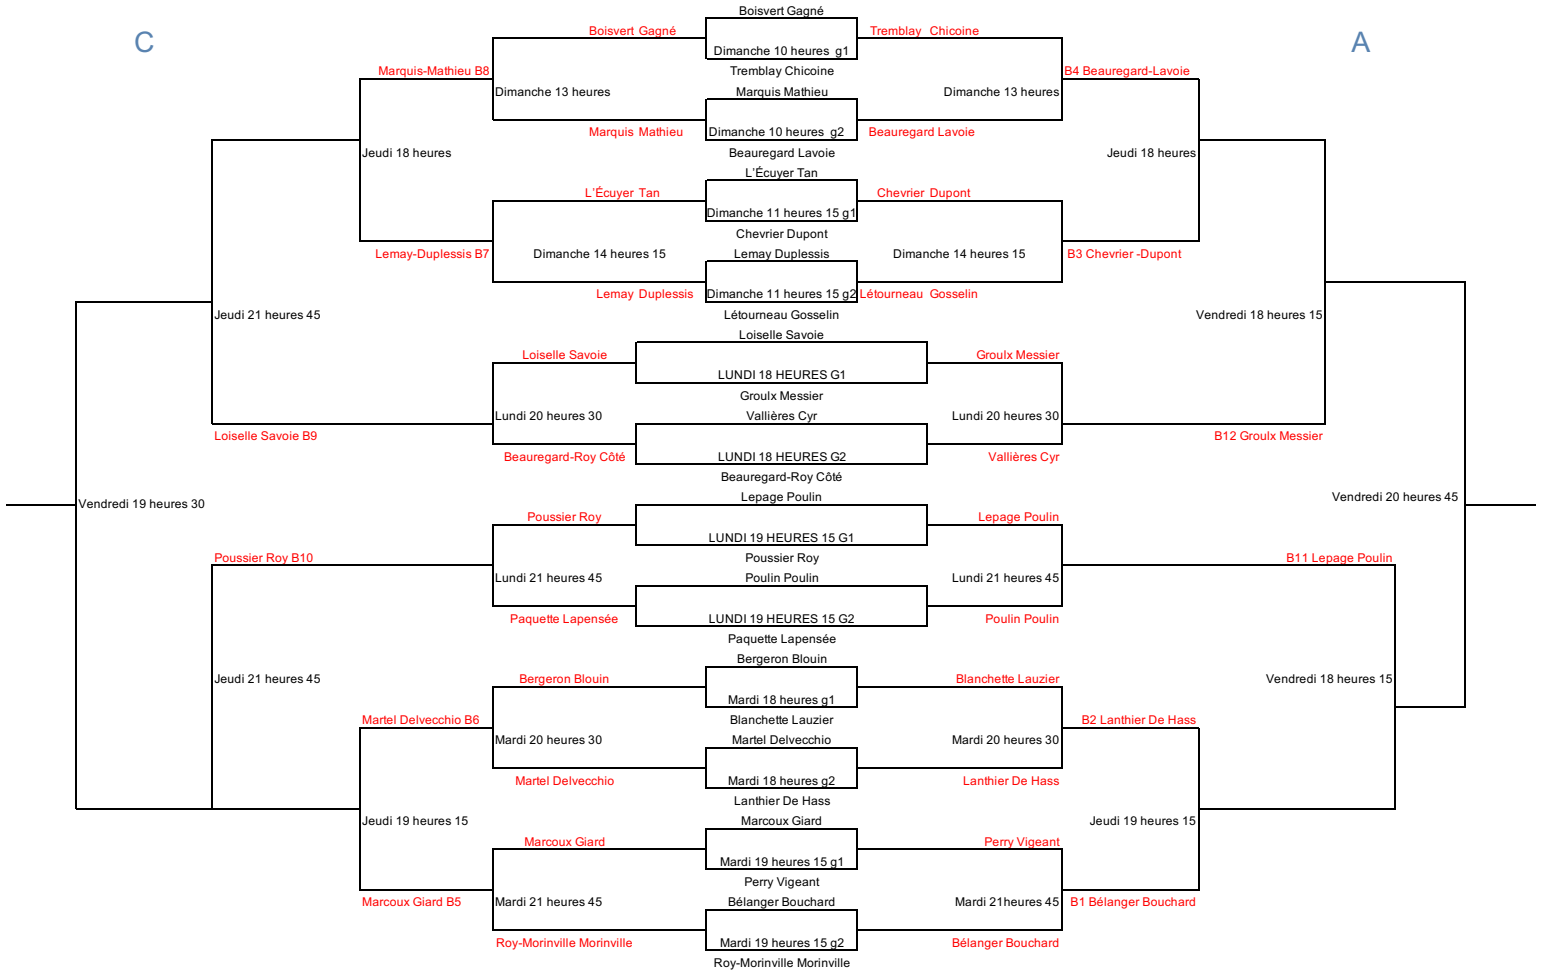 Boisvert Gagné
C
Boisvert Gagné
Tremblay Chicoine
A
Dimanche 10 heures g1
Marquis-Mathieu B8
Tremblay Chicoine
B4 Beauregard-Lavoie
Dimanche 13 heures
Marquis Mathieu
Dimanche 13 heures
Marquis Mathieu
Dimanche 10 heures g2
Beauregard Lavoie
Jeudi 18 heures
Beauregard Lavoie
Jeudi 18 heures
L'Écuyer Tan
L'Écuyer Tan
Chevrier Dupont
Dimanche 11 heures 15 g1
Chevrier Dupont
Lemay-Duplessis B7
Dimanche 14 heures 15
Lemay Duplessis
Dimanche 14 heures 15
B3 Chevrier -Dupont
Lemay Duplessis
Dimanche 11 heures 15 g2
Létourneau Gosselin
Jeudi 21 heures 45
Létourneau Gosselin
Vendredi 18 heures 15
Loiselle Savoie
Loiselle Savoie
Groulx Messier
LUNDI 18 HEURES G1
Groulx Messier
Lundi 20 heures 30
Vallières Cyr
Lundi 20 heures 30
Loiselle Savoie B9
B12 Groulx Messier
Beauregard-Roy Côté
LUNDI 18 HEURES G2
Vallières Cyr
Beauregard-Roy Côté
Vendredi 19 heures 30
Lepage Poulin
Vendredi 20 heures 45
Poussier Roy
Lepage Poulin
LUNDI 19 HEURES 15 G1
Poussier Roy B10
Poussier Roy
B11 Lepage Poulin
Lundi 21 heures 45
Poulin Poulin
Lundi 21 heures 45
Paquette Lapensée
LUNDI 19 HEURES 15 G2
Poulin Poulin
Paquette Lapensée
Bergeron Blouin
Jeudi 21 heures 45
Bergeron Blouin
Blanchette Lauzier
Vendredi 18 heures 15
Mardi 18 heures g1
Martel Delvecchio B6
Blanchette Lauzier
B2 Lanthier De Hass
Mardi 20 heures 30
Martel Delvecchio
Mardi 20 heures 30
Martel Delvecchio
Mardi 18 heures g2
Lanthier De Hass
Lanthier De Hass
Jeudi 19 heures 15
Marcoux Giard
Jeudi 19 heures 15
Marcoux Giard
Perry Vigeant
Mardi 19 heures 15 g1
Perry Vigeant
Marcoux Giard B5
Mardi 21 heures 45
Bélanger Bouchard
Mardi 21heures 45
B1 Bélanger Bouchard
Roy-Morinville Morinville
Mardi 19 heures 15 g2
Bélanger Bouchard
Roy-Morinville Morinville